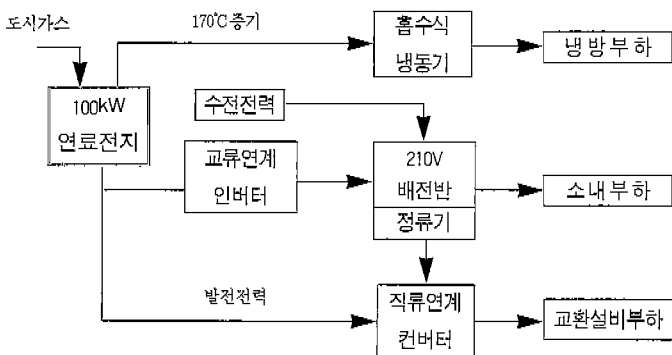 도시가스
170℃ 증기
흡수식
냉동기
냉방부하
100kW
연료전지
수전전력
교류연계
인버터
210V
배전반
정류기
소내부하
발전전력
직류연계
컨버터
교환설비부하